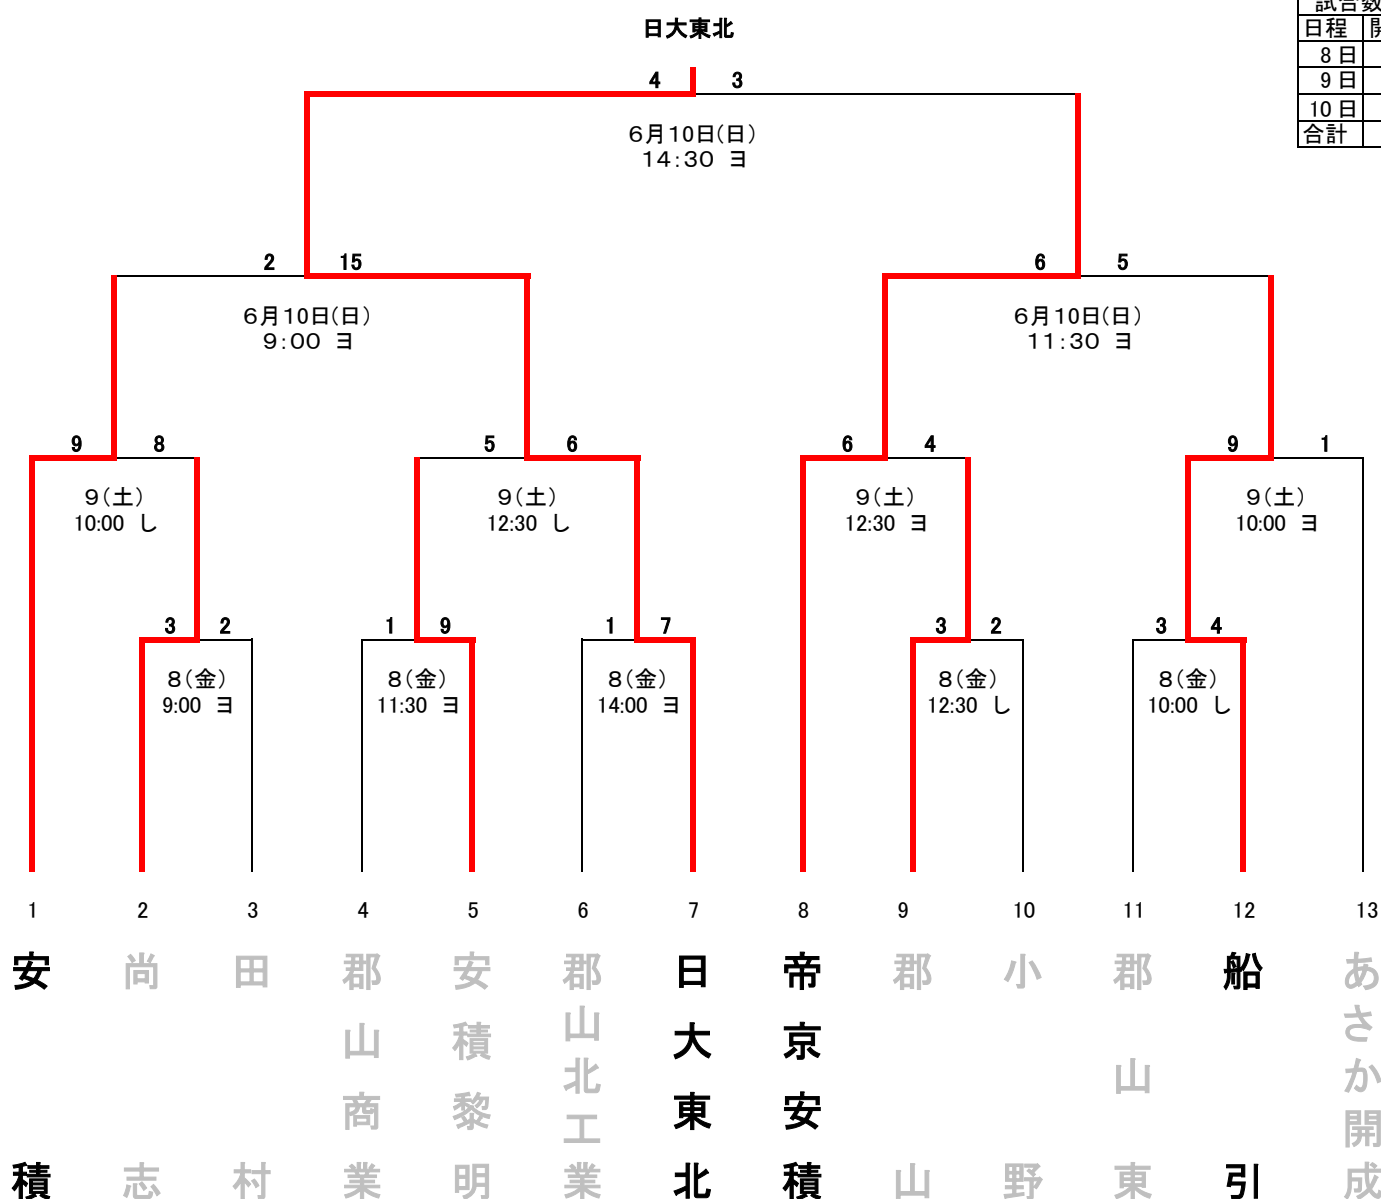 試合数
日大東北
日程 開
8 日
9 日
10 日
合計
4 3
６月10日(日)
14:30 ヨ
2 15
6 5
６月10日(日)
9:00 ヨ
６月10日(日)
11:30 ヨ
9 8
5 6
6 4
9 1
９(土)
10:00 し
９(土)
12:30 し
９(土)
12:30 ヨ
９(土)
10:00 ヨ
3 2
1 9
1 7
3 2
3 4
８(金)
9:00 ヨ
８(金)
11:30 ヨ
８(金)
14:00 ヨ
８(金)
12:30 し
８(金)
10:00 し
1 2 3 4 5 6 7 8 9 10 11 12 13
安積
尚志
田村
郡山商業
安積黎明
郡山北工業
日大東北
帝京安積
郡山
小野
郡山東
船引
あさか開成